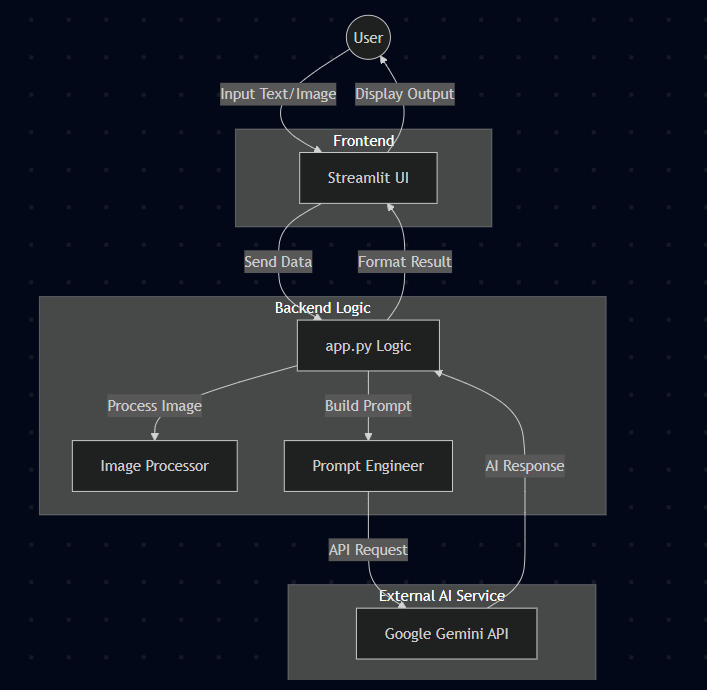 User
Input Text/Image
Display Output
Frontend
Streamlit UI
Send Data
Format Result
Backend Logic
app.py Logic
Process Image
Build Prompt
Image Processor
Prompt Engineer
AI Response
API Request
External AI Service
Google Gemini API